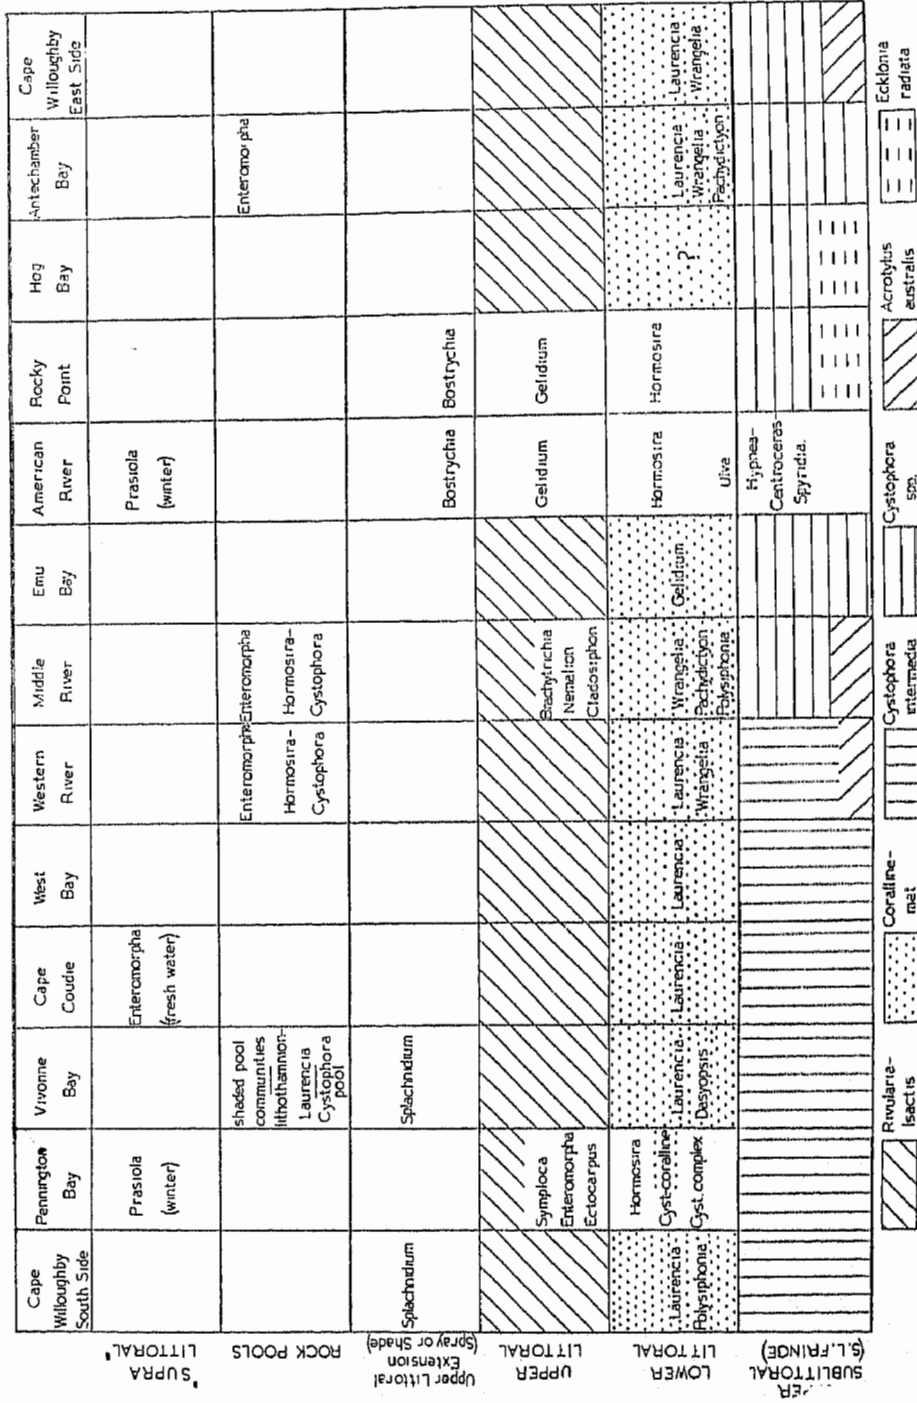 Cape
Willoughby
South Side
Pennington
Bay
Vivonne
Bay
Cape
Coudie
West
Bay
Western
River
Middle
River
Emu
Bay
American
River
Rocky
Point
Hog
Bay
Antechamber
Bay
Cape
Willoughby
East Side
"SUPRA
LITTORAL"
Prasiola
(winter)
Enteromorpha
(fresh water)
Prasiola
(winter)
ROCK POOLS
shaded pool
communities
lithothamnion-
Laurencia
Cystophora
pool
Enteromorpha
Hormosira-
Cystophora
Enteromorpha
Hormosira-
Cystophora
Enteromorpha
Upper Littoral
Extension
(Spray or Shade)
Splachnidium
Splachnidium
Bostrychia
Bostrychia
UPPER
LITTORAL
Symploca
Enteromorpha
Ectocarpus
Brachytrichia
Nemalion
Cladosiphon
Gelidium
Gelidium
LOWER
LITTORAL
Laurencia
Polysiphonia
Hormosira
Cyst-coralline
Cyst. complex
Laurencia-
Dasyopsis
Laurencia-
Laurencia
Laurencia
Wrangelia
Wrangelia
Pachydictyon
Polysiphonia
Gelidium
Hormosira
Ulva
Hormosira
?
Laurencia
Wrangelia
Pachydictyon
Laurencia
Wrangelia
SUBLITTORAL
(S.L.FRINGE)
Hypnea-
Centroceras-
Spyridia.
Rivularia-
Isactis
Coralline-
mat
Cystophora
intermedia
Cystophora
spp.
Acrotylus
australis
Ecklonia
radiata